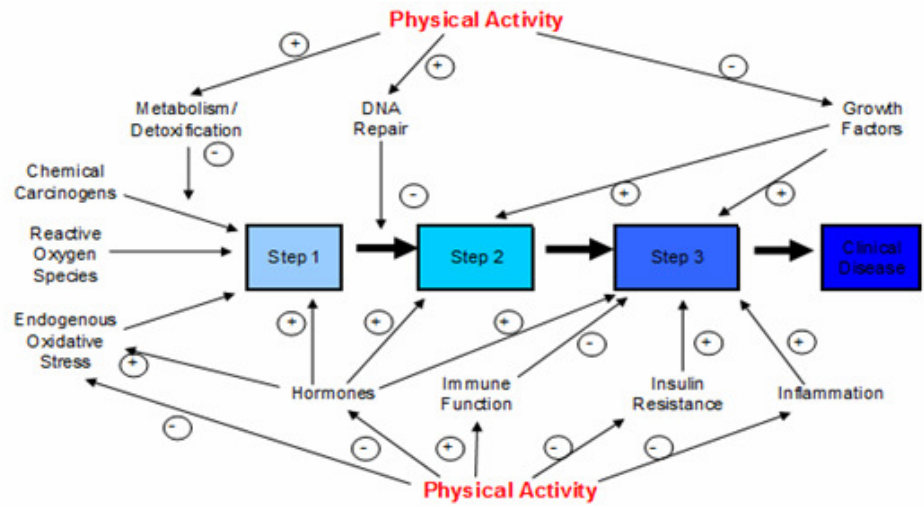 Physical Activity
+
+
-
Metabolism/
Detoxification
DNA
Repair
Growth
Factors
-
Chemical
Carcinogens
-
+
+
Reactive
Oxygen
Species
Step 1
Step 2
Step 3
Clinical
Disease
Endogenous
Oxidative
Stress
+
+
+
+
-
+
+
Hormones
Immune
Function
Insulin
Resistance
Inflammation
-
-
+
-
-
Physical Activity